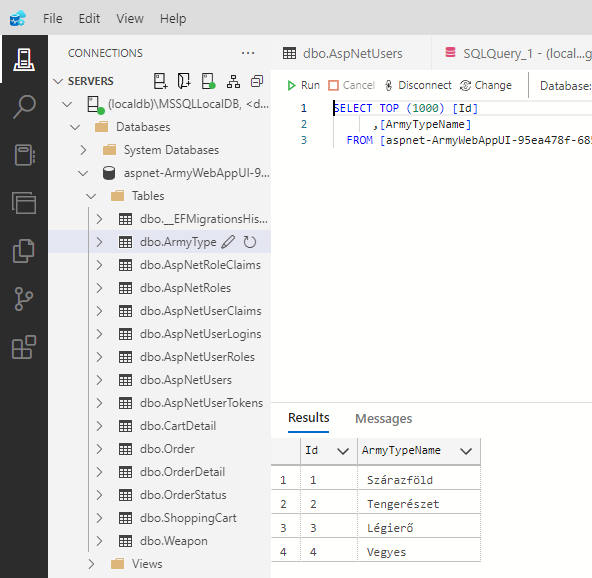 File Edit View Help
CONNECTIONS ...
dbo.AspNetUsers
SQLQuery_1 - (local...g
SERVERS
Run Cancel Disconnect Change Database:
(localdb)\MSSQLLocalDB, <d...
1 SELECT TOP (1000) [Id]
Databases
2 ,[ArmyTypeName]
3 FROM [aspnet-ArmyWebAppUI-95ea478f-685
System Databases
aspnet-ArmyWebAppUI-9...
Tables
dbo.__EFMigrationsHis...
dbo.ArmyType
dbo.AspNetRoleClaims
dbo.AspNetRoles
dbo.AspNetUserClaims
dbo.AspNetUserLogins
dbo.AspNetUserRoles
dbo.AspNetUsers
dbo.AspNetUserTokens
dbo.CartDetail
dbo.Order
dbo.OrderDetail
dbo.OrderStatus
dbo.ShoppingCart
dbo.Weapon
Views
Results Messages
Id ArmyTypeName
1 1 Szárazföld
2 2 Tengerészet
3 3 Légierő
4 4 Vegyes